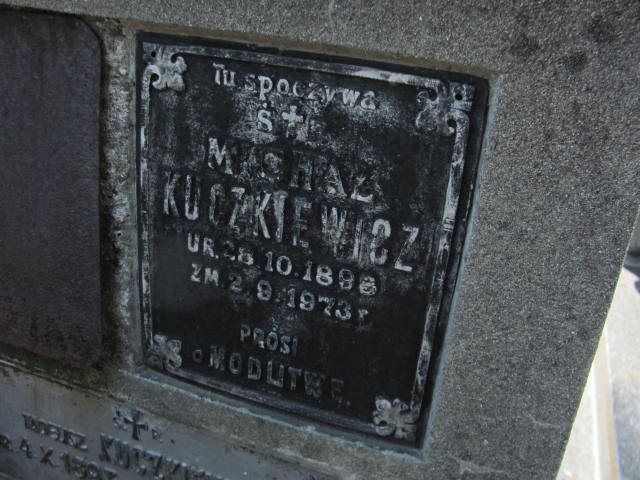 Tu spoczywa
Ś†P
MICHAŁ
KUCZKIEWICZ
UR. 28.10.1898
ZM. 2.9.1973 r
PROSI
o MODLITWĘ.